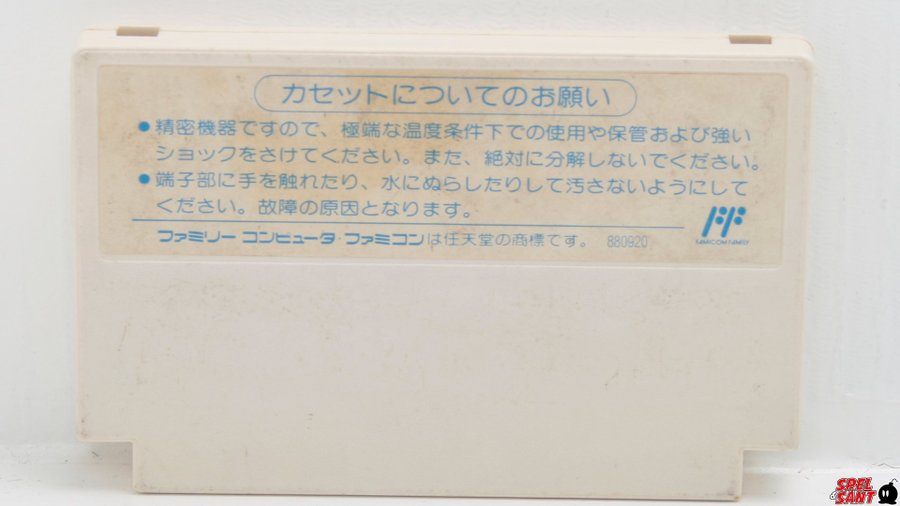 カセットについてのお願い
●精密機器ですので、極端な温度条件下での使用や保管および強い
ショックをさけてください。また、絶対に分解しないでください。
●端子部に手を触れたり、水にぬらしたりして汚さないようにして
ください。故障の原因となります。
ファミリーコンピュータ・ファミコンは任天堂の商標です。 880920
FAMICOM FAMILY
SPEL
SANT